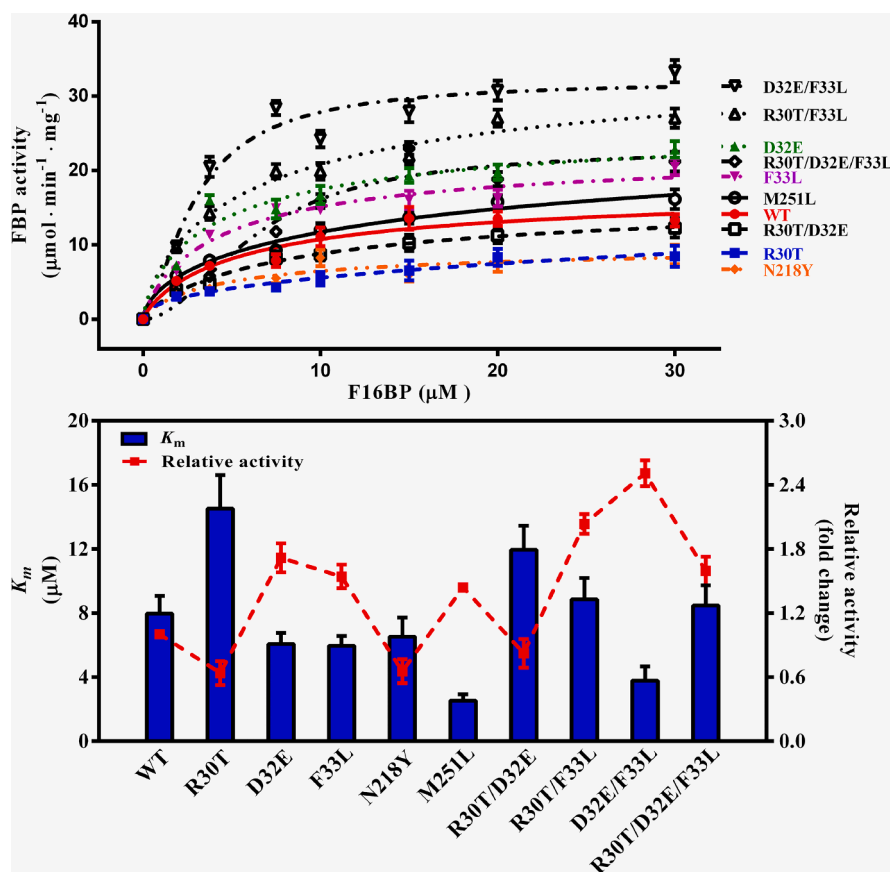 40
30
20
10
0
FBP activity
(μmol · min⁻¹ · mg⁻¹)
0 10 20 30
F16BP (μM )
D32E/F33L
R30T/F33L
D32E
R30T/D32E/F33L
F33L
M251L
WT
R30T/D32E
R30T
N218Y
20
16
12
8
4
0
Km
(μM)
Km
Relative activity
3.0
2.4
1.8
1.2
0.6
0.0
Relative activity
(fold change)
WT
R30T
D32E
F33L
N218Y
M251L
R30T/D32E
R30T/F33L
D32E/F33L
R30T/D32E/F33L